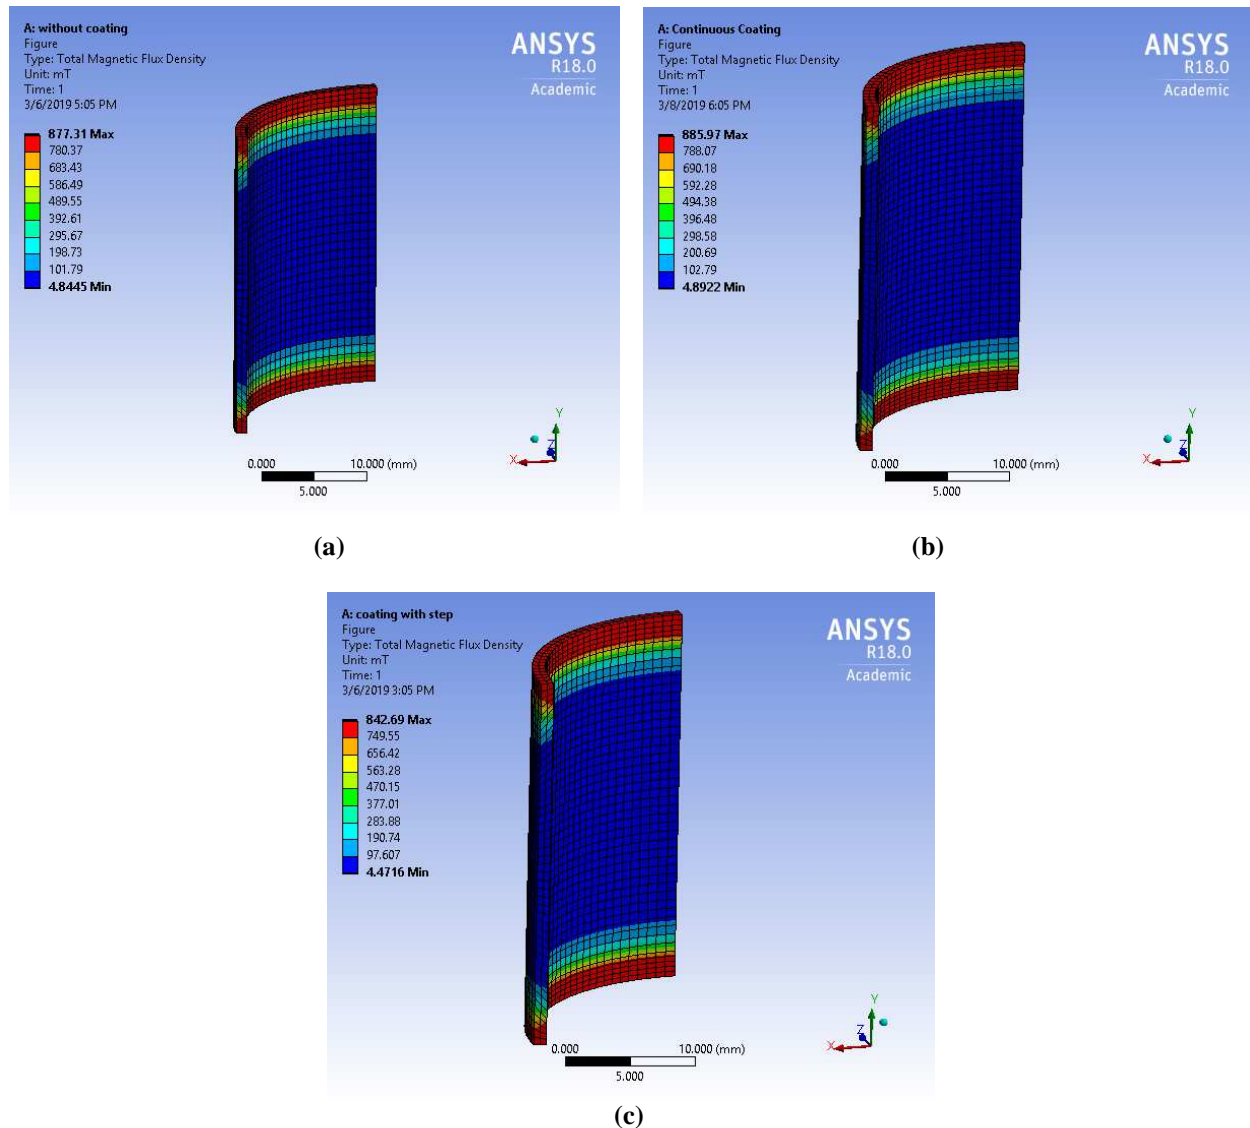 A: without coating
Figure
Type: Total Magnetic Flux Density
Unit: mT
Time: 1
3/6/2019 5:05 PM
877.31 Max
780.37
683.43
586.49
489.55
392.61
295.67
198.73
101.79
4.8445 Min
ANSYS
R18.0
Academic
Y
Z
X
0.000
10.000 (mm)
5.000
(a)
A: Continuous Coating
Figure
Type: Total Magnetic Flux Density
Unit: mT
Time: 1
3/8/2019 6:05 PM
885.97 Max
788.07
690.18
592.28
494.38
396.48
298.58
200.69
102.79
4.8922 Min
ANSYS
R18.0
Academic
Y
Z
X
0.000
10.000 (mm)
5.000
(b)
A: coating with step
Figure
Type: Total Magnetic Flux Density
Unit: mT
Time: 1
3/6/2019 3:05 PM
842.69 Max
749.55
656.42
563.28
470.15
377.01
283.88
190.74
97.607
4.4716 Min
ANSYS
R18.0
Academic
Y
Z
X
0.000
10.000 (mm)
5.000
(c)